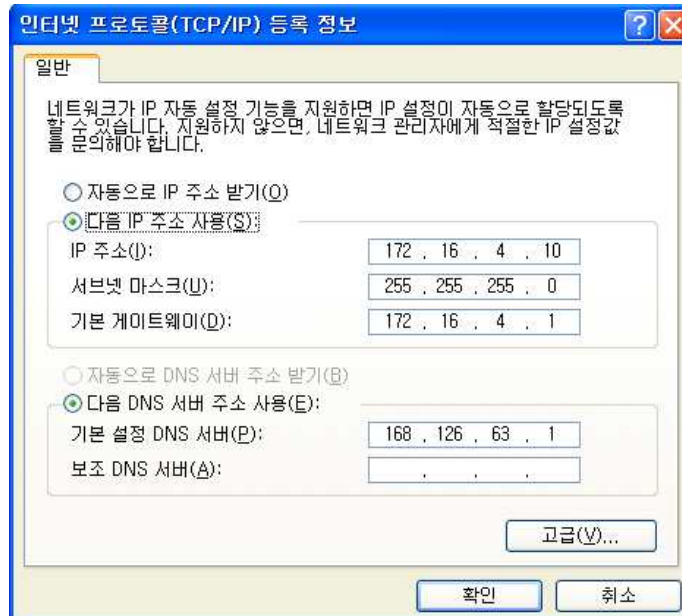 인터넷 프로토콜(TCP/IP) 등록 정보
일반
네트워크가 IP 자동 설정 기능을 지원하면 IP 설정이 자동으로 할당되도록
할 수 있습니다. 지원하지 않으면, 네트워크 관리자에게 적절한 IP 설정값
을 문의해야 합니다.
자동으로 IP 주소 받기(O)
다음 IP 주소 사용(S):
IP 주소(I): 172 . 16 . 4 . 10
서브넷 마스크(U): 255 . 255 . 255 . 0
기본 게이트웨이(D): 172 . 16 . 4 . 1
자동으로 DNS 서버 주소 받기(B)
다음 DNS 서버 주소 사용(E):
기본 설정 DNS 서버(P): 168 . 126 . 63 . 1
보조 DNS 서버(A): . . .
고급(V)...
확인 취소